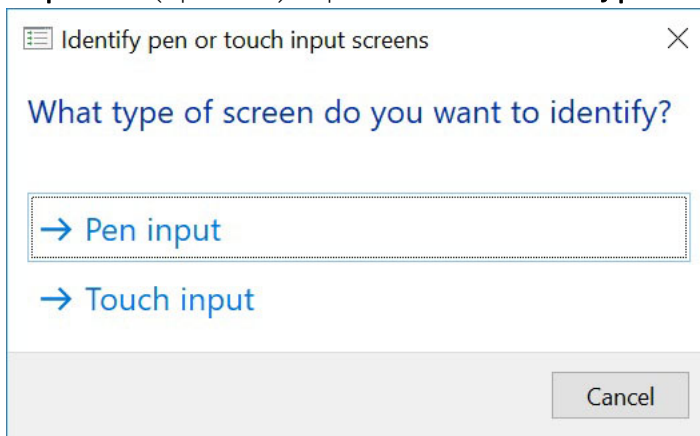 Identify pen or touch input screens
What type of screen do you want to identify?
→ Pen input
→ Touch input
Cancel